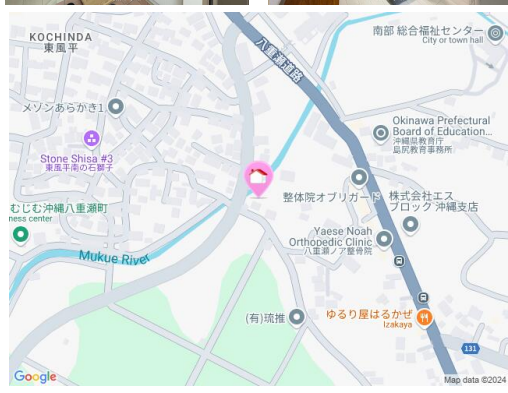 KOCHINDA
東風平
南部 総合福祉センター
City or town hall
八重瀬道路
メゾンあらかき1
Okinawa Prefectural
Board of Education...
沖縄県教育庁
島尻教育事務所
Stone Shisa #3
東風平南の石獅子
整体院オブリガード
株式会社エス
ブロック 沖縄支店
むじむ沖縄八重瀬町
ness center
Yaese Noah
Orthopedic Clinic
八重瀬ノア整骨院
Mukue River
(有)琉推
ゆるり屋はるかぜ
Izakaya
131
Google
Map data ©2024